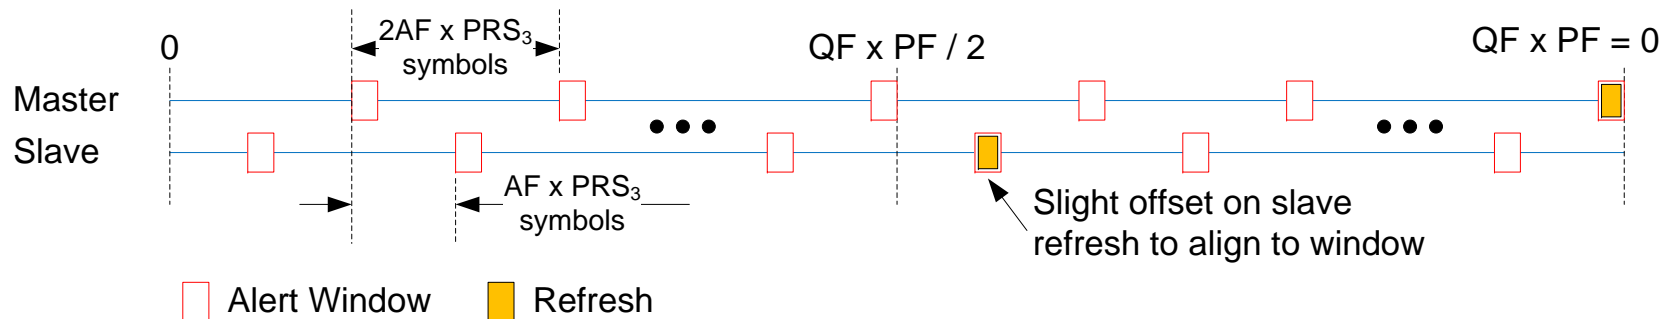 0
2AF x PRS₃
symbols
QF x PF / 2
QF x PF = 0
Master
Slave
AF x PRS₃
symbols
Slight offset on slave
refresh to align to window
Alert Window
Refresh